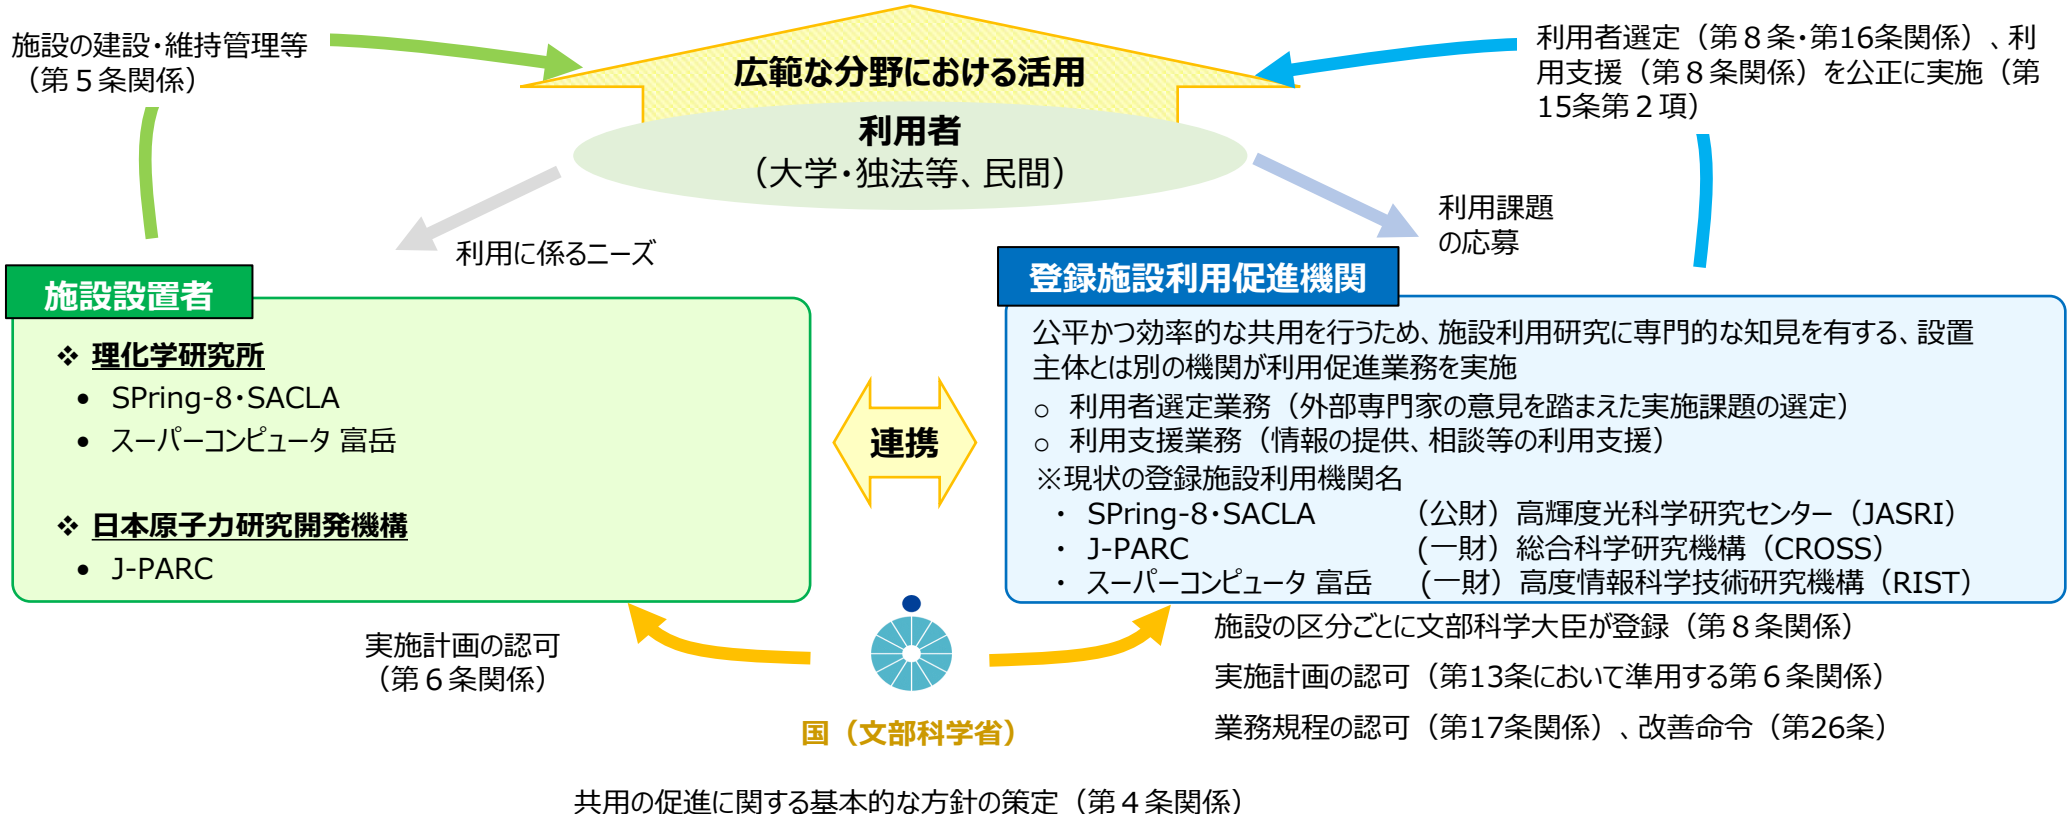 施設の建設・維持管理等
（第５条関係）
広範な分野における活用
利用者
（大学・独法等、民間）
利用者選定（第８条・第16条関係）、利
用支援（第８条関係）を公正に実施（第
15条第２項）
利用に係るニーズ
利用課題
の応募
施設設置者
❖ 理化学研究所
• SPring-8・SACLA
• スーパーコンピュータ 富岳
❖ 日本原子力研究開発機構
• J-PARC
連携
登録施設利用促進機関
公平かつ効率的な共用を行うため、施設利用研究に専門的な知見を有する、設置
主体とは別の機関が利用促進業務を実施
○ 利用者選定業務（外部専門家の意見を踏まえた実施課題の選定）
○ 利用支援業務（情報の提供、相談等の利用支援）
※現状の登録施設利用機関名
・ SPring-8・SACLA （公財）高輝度光科学研究センター（JASRI）
・ J-PARC (一財）総合科学研究機構（CROSS）
・ スーパーコンピュータ 富岳 (一財）高度情報科学技術研究機構（RIST）
実施計画の認可
（第６条関係）
国（文部科学省）
施設の区分ごとに文部科学大臣が登録（第８条関係）
実施計画の認可（第13条において準用する第６条関係）
業務規程の認可（第17条関係）、改善命令（第26条）
共用の促進に関する基本的な方針の策定（第４条関係）